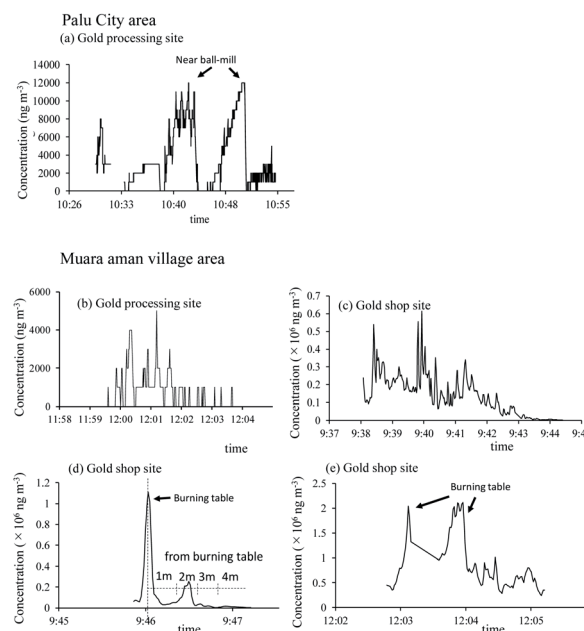 Palu City area
(a) Gold processing site
Near ball-mill
Concentration (ng m-3)
14000
12000
10000
8000
6000
4000
2000
0
10:26 10:33 10:40 10:48 10:55
time
Muara aman village area
(b) Gold processing site
Concentration (ng m-3)
6000
4000
2000
0
11:58 11:59 12:00 12:01 12:02 12:03 12:04
time
(c) Gold shop site
Concentration (×10⁶ ng m-3)
0.7
0.6
0.5
0.4
0.3
0.2
0.1
0
9:37 9:38 9:39 9:40 9:41 9:42 9:43 9:44
time
(d) Gold shop site
Concentration (×10⁶ ng m-3)
1.2
1
0.8
0.6
0.4
0.2
0
Burning table
from burning table
1m 2m 3m 4m
9:45 9:46 9:47
time
(e) Gold shop site
Concentration (×10⁶ ng m-3)
2.5
2
1.5
1
0.5
0
Burning table
12:02 12:03 12:04 12:05
time